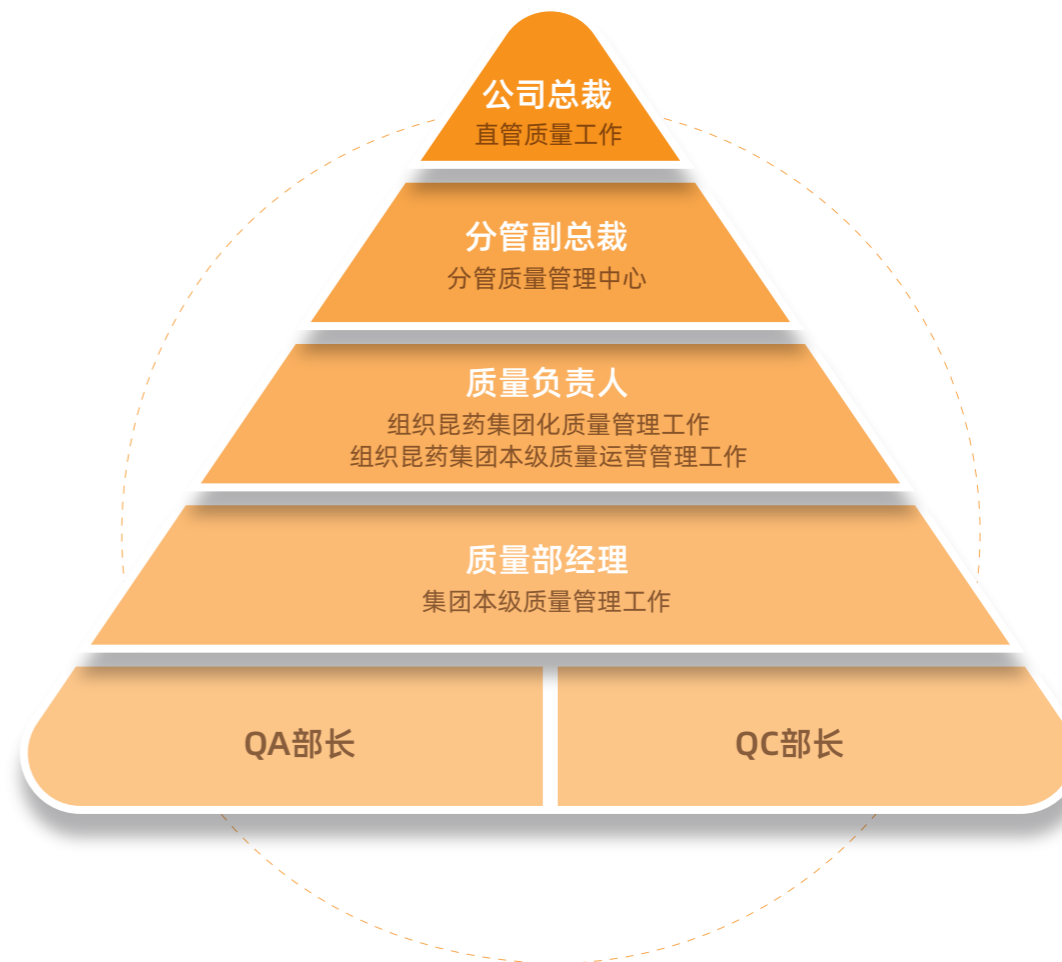 公司总裁
直管质量工作
分管副总裁
分管质量管理中心
质量负责人
组织昆药集团化质量管理工作
组织昆药集团本级质量运营管理工作
质量部经理
集团本级质量管理工作
QA部长
QC部长